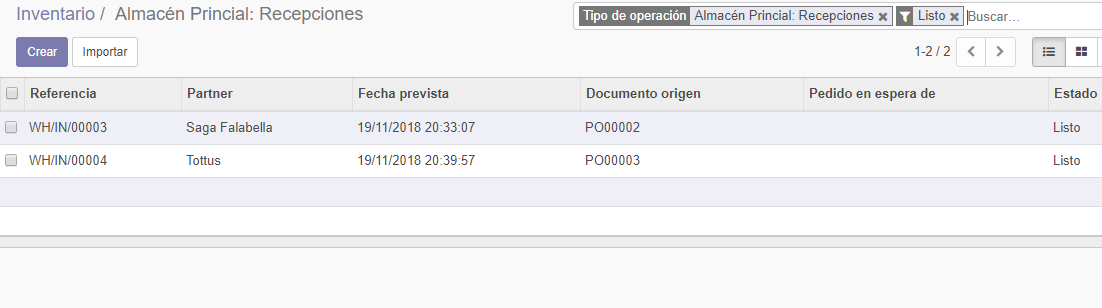 Inventario / Almacén Princial: Recepciones
Tipo de operación Almacén Princial: Recepciones × Listo × Buscar...
Crear Importar
1-2 / 2
Referencia Partner Fecha prevista Documento origen Pedido en espera de Estado
WH/IN/00003 Saga Falabella 19/11/2018 20:33:07 PO00002 Listo
WH/IN/00004 Tottus 19/11/2018 20:39:57 PO00003 Listo